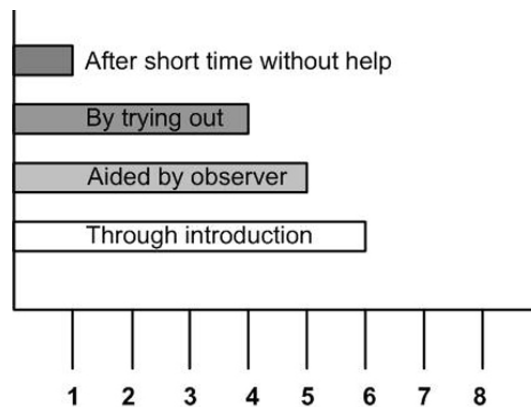 After short time without help
By trying out
Aided by observer
Through introduction
1 2 3 4 5 6 7 8